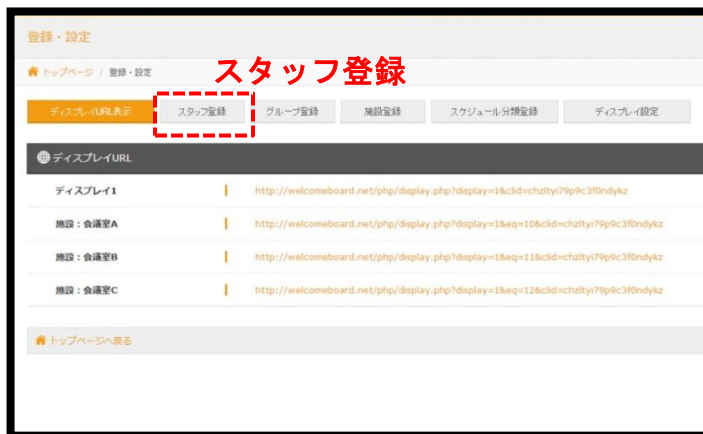 登録・設定
トップページ / 登録・設定
スタッフ登録
ディスプレイURL表示 スタッフ登録 グループ登録 施設登録 スケジュール分類登録 ディスプレイ設定
ディスプレイURL
ディスプレイ1 http://welcomeboard.net/php/display.php?display=1&clid=chzltyi79p9c3f0ndykz
施設：会議室A http://welcomeboard.net/php/display.php?display=1&eq=10&clid=chzltyi79p9c3f0ndykz
施設：会議室B http://welcomeboard.net/php/display.php?display=1&eq=11&clid=chzltyi79p9c3f0ndykz
施設：会議室C http://welcomeboard.net/php/display.php?display=1&eq=12&clid=chzltyi79p9c3f0ndykz
トップページへ戻る